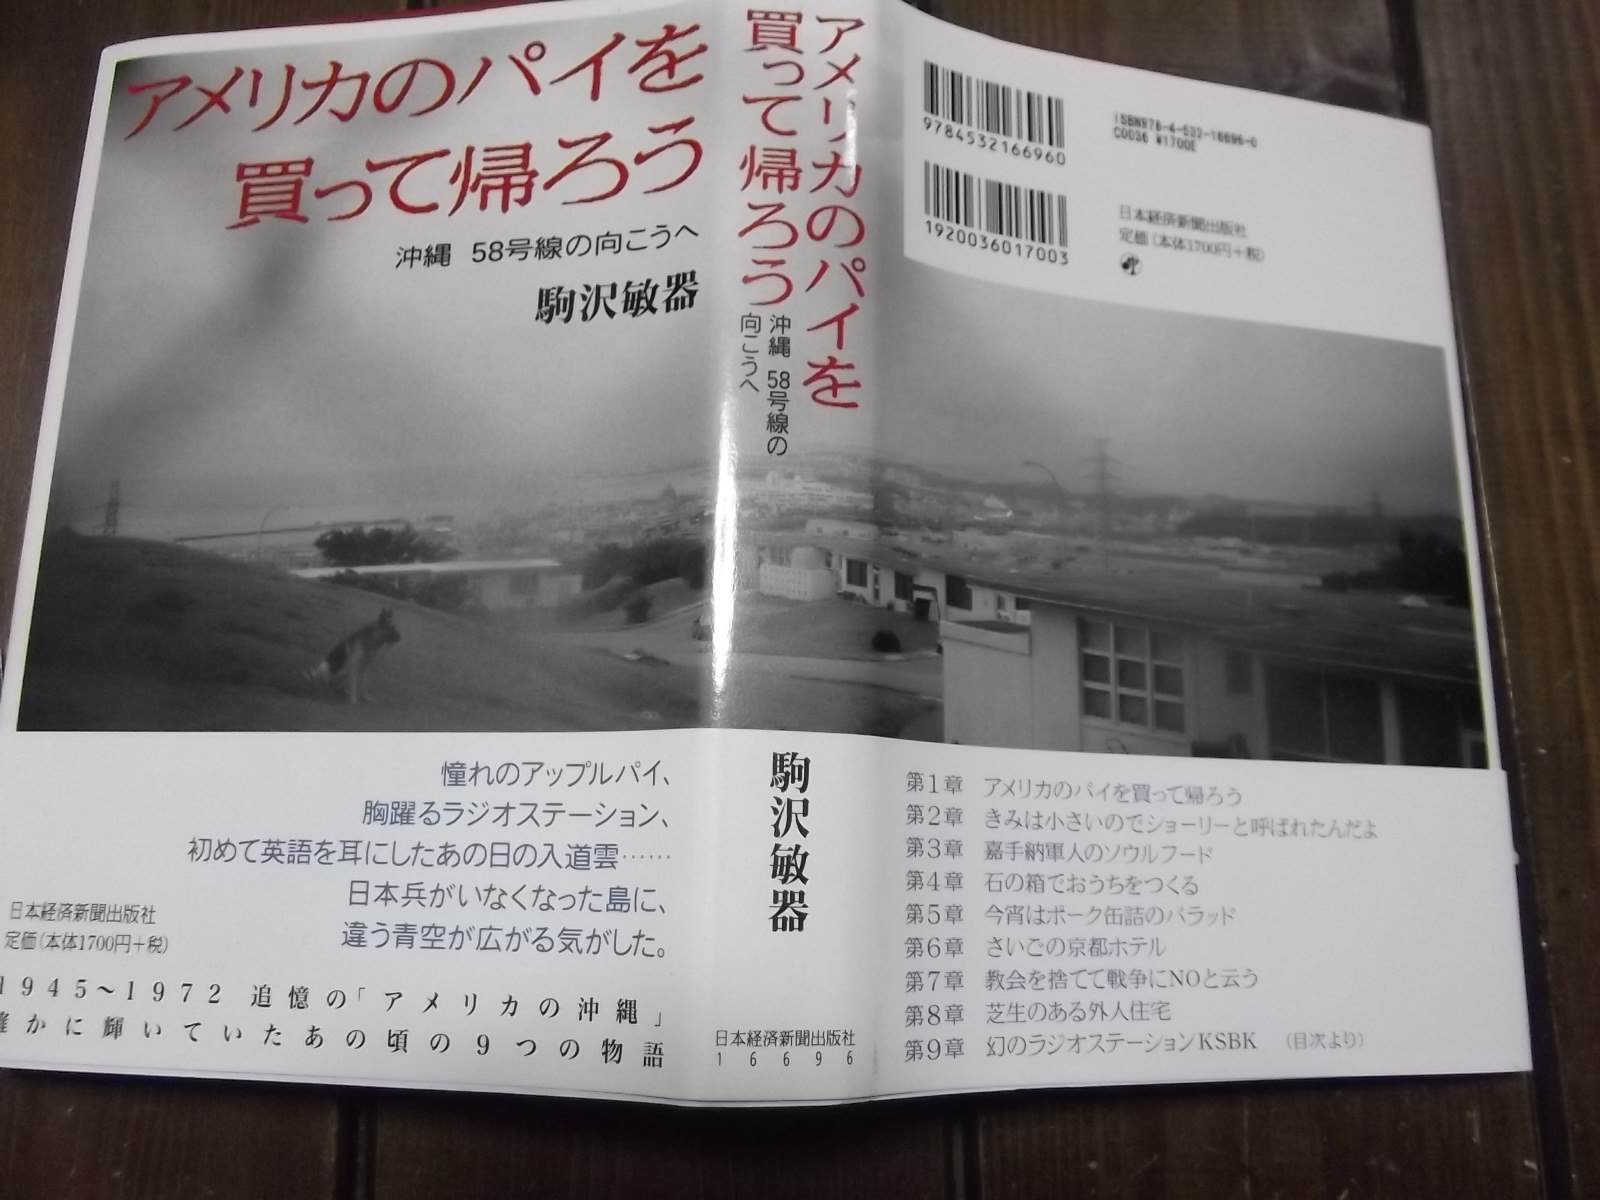 アメリカのパイを
買って帰ろう
沖縄 58号線の向こうへ
駒沢敏器
憧れのアップルパイ、
胸躍るラジオステーション、
初めて英語を耳にしたあの日の入道雲……
日本兵がいなくなった島に、
違う青空が広がる気がした。
日本経済新聞出版社
定価(本体1700円+税)
1945〜1972 追憶の「アメリカの沖縄」
確かに輝いていたあの頃の9つの物語
アメリカのパイを
買って帰ろう
沖縄 58号線の
向こうへ
駒沢敏器
日本経済新聞出版社
16696
9784532166960
1920036017003
ISBN978-4-532-16696-0
C0036 ¥1700E
日本経済新聞出版社
定価(本体1700円+税)
第1章 アメリカのパイを買って帰ろう
第2章 きみは小さいのでショーリーと呼ばれたんだよ
第3章 嘉手納軍人のソウルフード
第4章 石の箱でおうちをつくる
第5章 今宵はポーク缶詰のバラッド
第6章 さいごの京都ホテル
第7章 教会を捨てて戦争にNOと云う
第8章 芝生のある外人住宅
第9章 幻のラジオステーションKSBK (目次より)